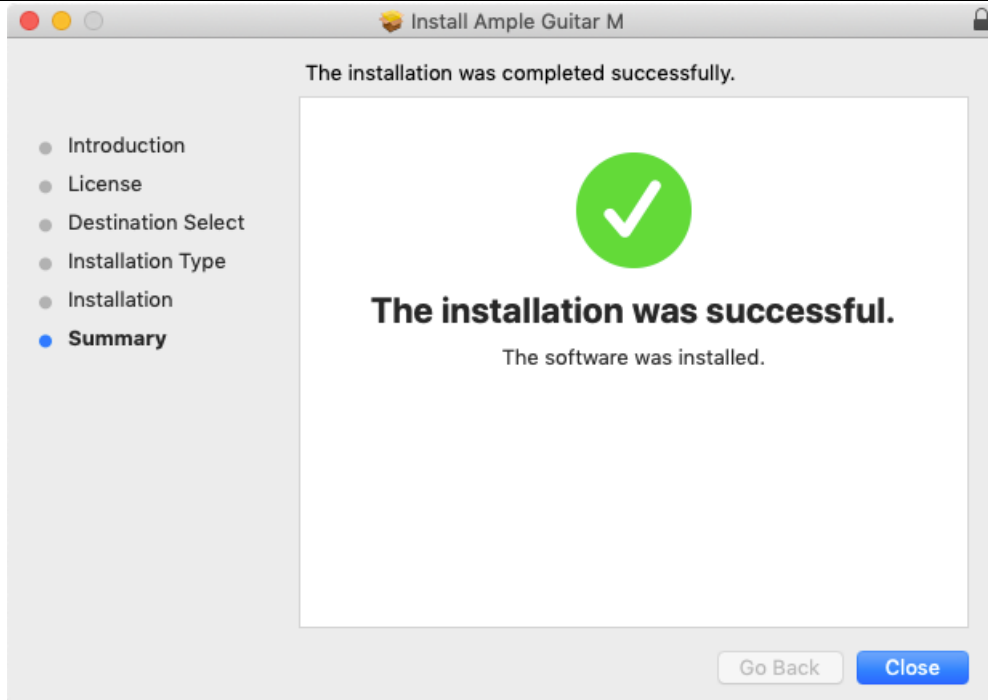 Install Ample Guitar M
The installation was completed successfully.
Introduction
License
Destination Select
Installation Type
Installation
Summary
The installation was successful.
The software was installed.
Go Back
Close